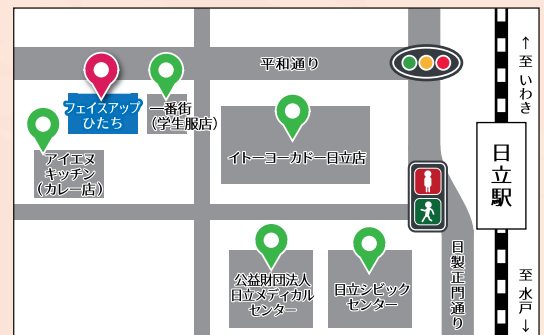 平和通り
↑至 いわき
フェイスアップ
ひたち
一番街
(学生服店)
アイエヌ
キッチン
(カレー店)
イトーヨーカドー日立店
日立駅
公益財団法人
日立メディカル
センター
日立シビック
センター
日製正門通り
至 水戸↓